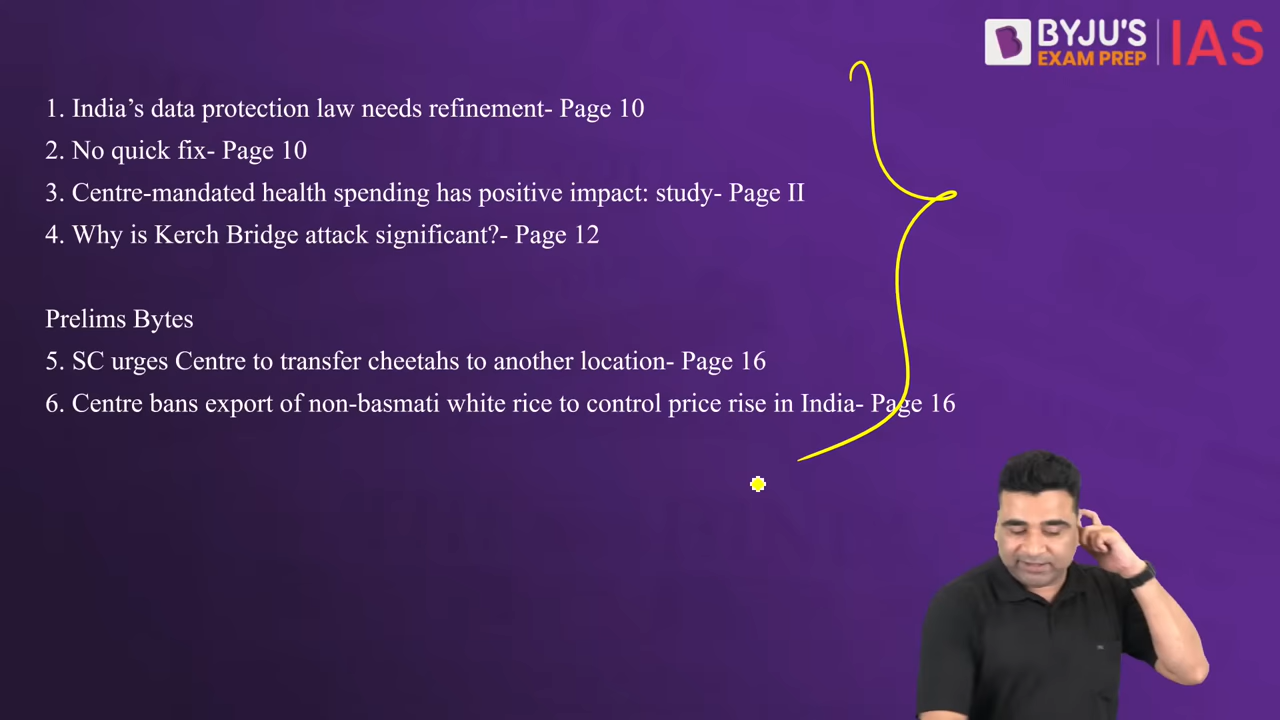 BYJU'S IAS
EXAM PREP
1. India’s data protection law needs refinement- Page 10
2. No quick fix- Page 10
3. Centre-mandated health spending has positive impact: study- Page II
4. Why is Kerch Bridge attack significant?- Page 12
Prelims Bytes
5. SC urges Centre to transfer cheetahs to another location- Page 16
6. Centre bans export of non-basmati white rice to control price rise in India- Page 16